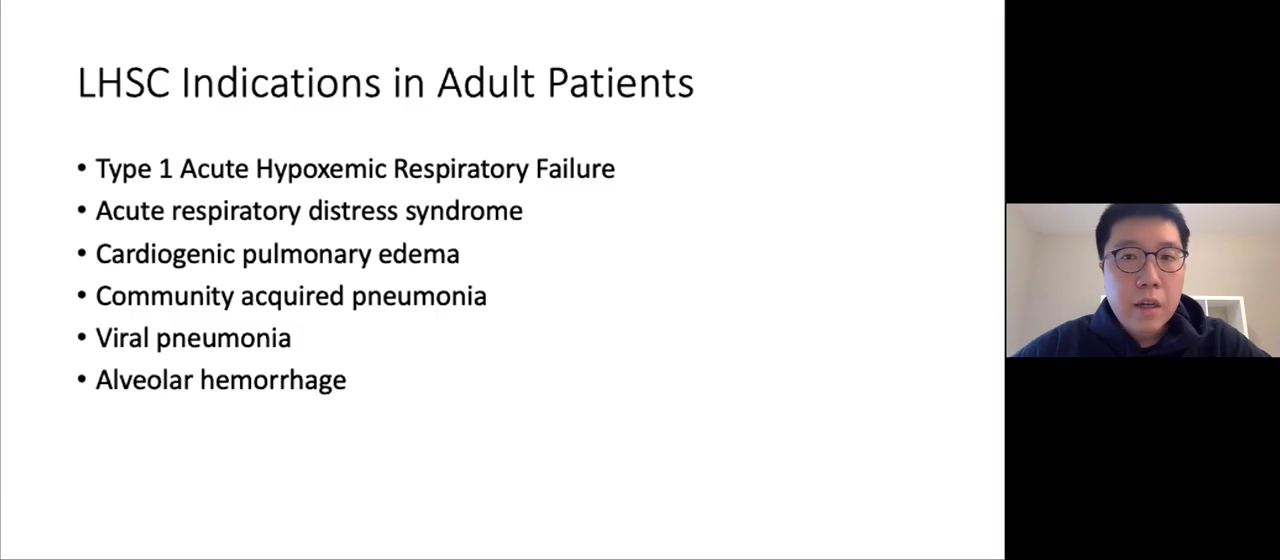 LHSC Indications in Adult Patients
• Type 1 Acute Hypoxemic Respiratory Failure
• Acute respiratory distress syndrome
• Cardiogenic pulmonary edema
• Community acquired pneumonia
• Viral pneumonia
• Alveolar hemorrhage